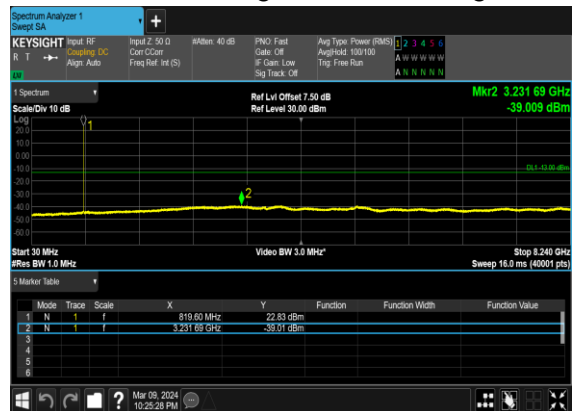 Spectrum Analyzer 1
Swept SA
+
KEYSIGHT Input: RF Input Z: 50 Ω #Atten: 40 dB PNO: Fast Avg Type: Power (RMS) 1 2 3 4 5 6
R T Coupling: DC Corr CCorr Gate: Off Avg|Hold: 100/100 A W W W W W
Align: Auto Freq Ref: Int (S) IF Gain: Low Trig: Free Run
Sig Track: Off A N N N N N
1 Spectrum Ref Lvl Offset 7.50 dB Mkr2 3.231 69 GHz
Scale/Div 10 dB Ref Level 30.00 dBm -39.009 dBm
Log
1
20.0
10.0
0.00
-10.0
DL1 -13.00 dBm
-20.0
-30.0
2
-40.0
-50.0
-60.0
Start 30 MHz Video BW 3.0 MHz* Stop 8.240 GHz
#Res BW 1.0 MHz Sweep 16.0 ms (40001 pts)
5 Marker Table
Mode Trace Scale X Y Function Function Width Function Value
1 N 1 f 819.60 MHz 22.83 dBm
2 N 1 f 3.231 69 GHz -39.01 dBm
3
4
5
6
? Mar 09, 2024
10:25:28 PM